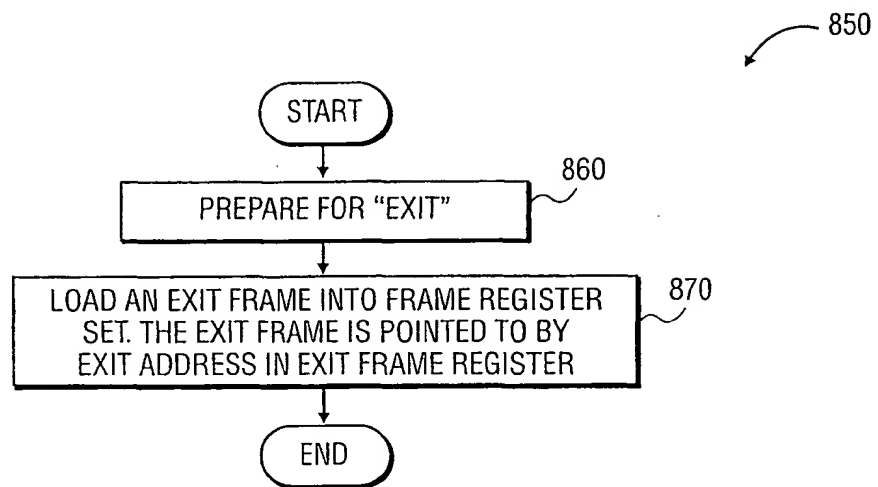 850
START
860
PREPARE FOR “EXIT”
870
LOAD AN EXIT FRAME INTO FRAME REGISTER
SET. THE EXIT FRAME IS POINTED TO BY
EXIT ADDRESS IN EXIT FRAME REGISTER
END